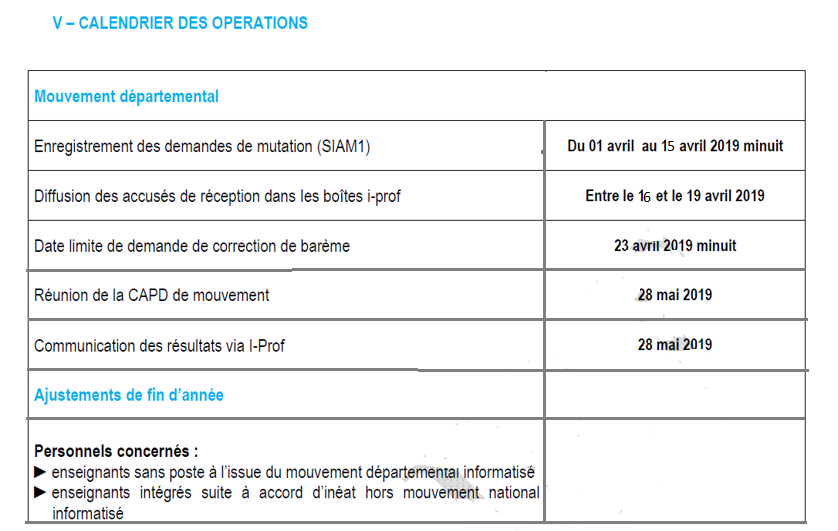 V – CALENDRIER DES OPERATIONS
Mouvement départemental
Enregistrement des demandes de mutation (SIAM1) Du 01 avril au 15 avril 2019 minuit
Diffusion des accusés de réception dans les boîtes i-prof Entre le 16 et le 19 avril 2019
Date limite de demande de correction de barème 23 avril 2019 minuit
Réunion de la CAPD de mouvement 28 mai 2019
Communication des résultats via I-Prof 28 mai 2019
Ajustements de fin d’année
Personnels concernés :
► enseignants sans poste à l’issue du mouvement départemental informatisé
► enseignants intégrés suite à accord d’inéat hors mouvement national
informatisé